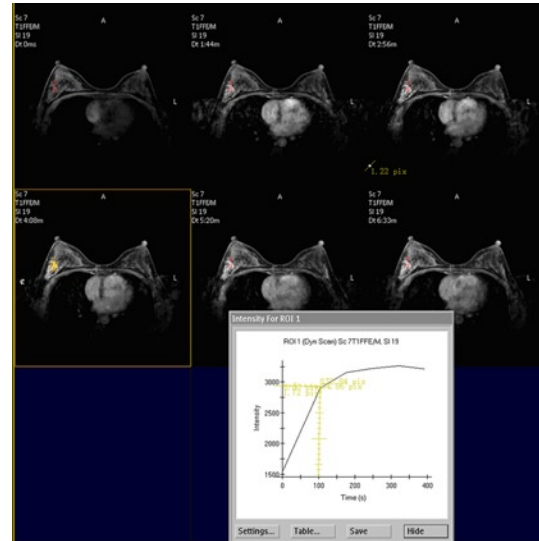 Sc 7
T1FFE/M
Sl 19
Dt 0ms
A
Sc 7
T1FFE/M
Sl 19
Dt 1:44m
A
L
Sc 7
T1FFE/M
Sl 19
Dt 2:56m
A
L
1.22 pix
Sc 7
T1FFE/M
Sl 19
Dt 4:08m
A
L
Sc 7
T1FFE/M
Sl 19
Dt 5:20m
A
L
Sc 7
T1FFE/M
Sl 19
Dt 6:33m
A
L
Intensity For ROI 1
ROI 1 (Dyn Scan) Sc 7T1FFE/M, Sl 19
Intensity
3000
2500
2000
1500
0
100
200
300
400
Time (s)
Settings...
Table...
Save
Hide